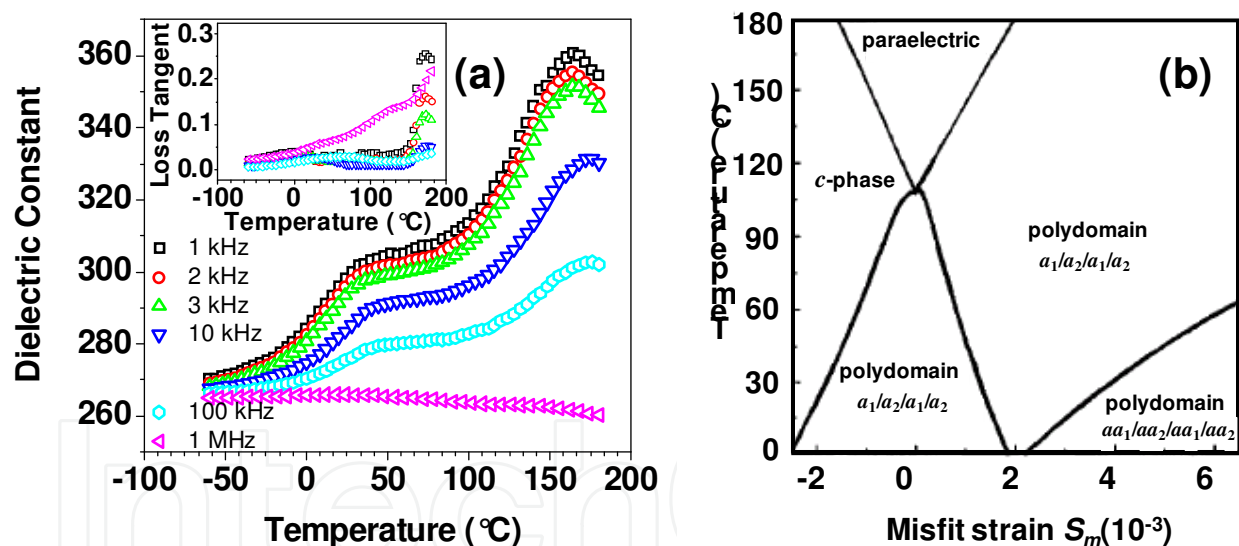 (a)
Dielectric Constant
360
340
320
300
280
260
-100
-50
0
50
100
150
200
Temperature (°C)
Loss Tangent
0.3
0.2
0.1
0.0
-100
0
100
200
Temperature (°C)
1 kHz
2 kHz
3 kHz
10 kHz
100 kHz
1 MHz
Intech
(b)
Temperature(°C)
180
150
120
90
60
30
0
-2
0
2
4
6
Misfit strain Sm(10-3)
paraelectric
c-phase
polydomain
a1/a2/a1/a2
polydomain
a1/a2/a1/a2
polydomain
aa1/aa2/aa1/aa2